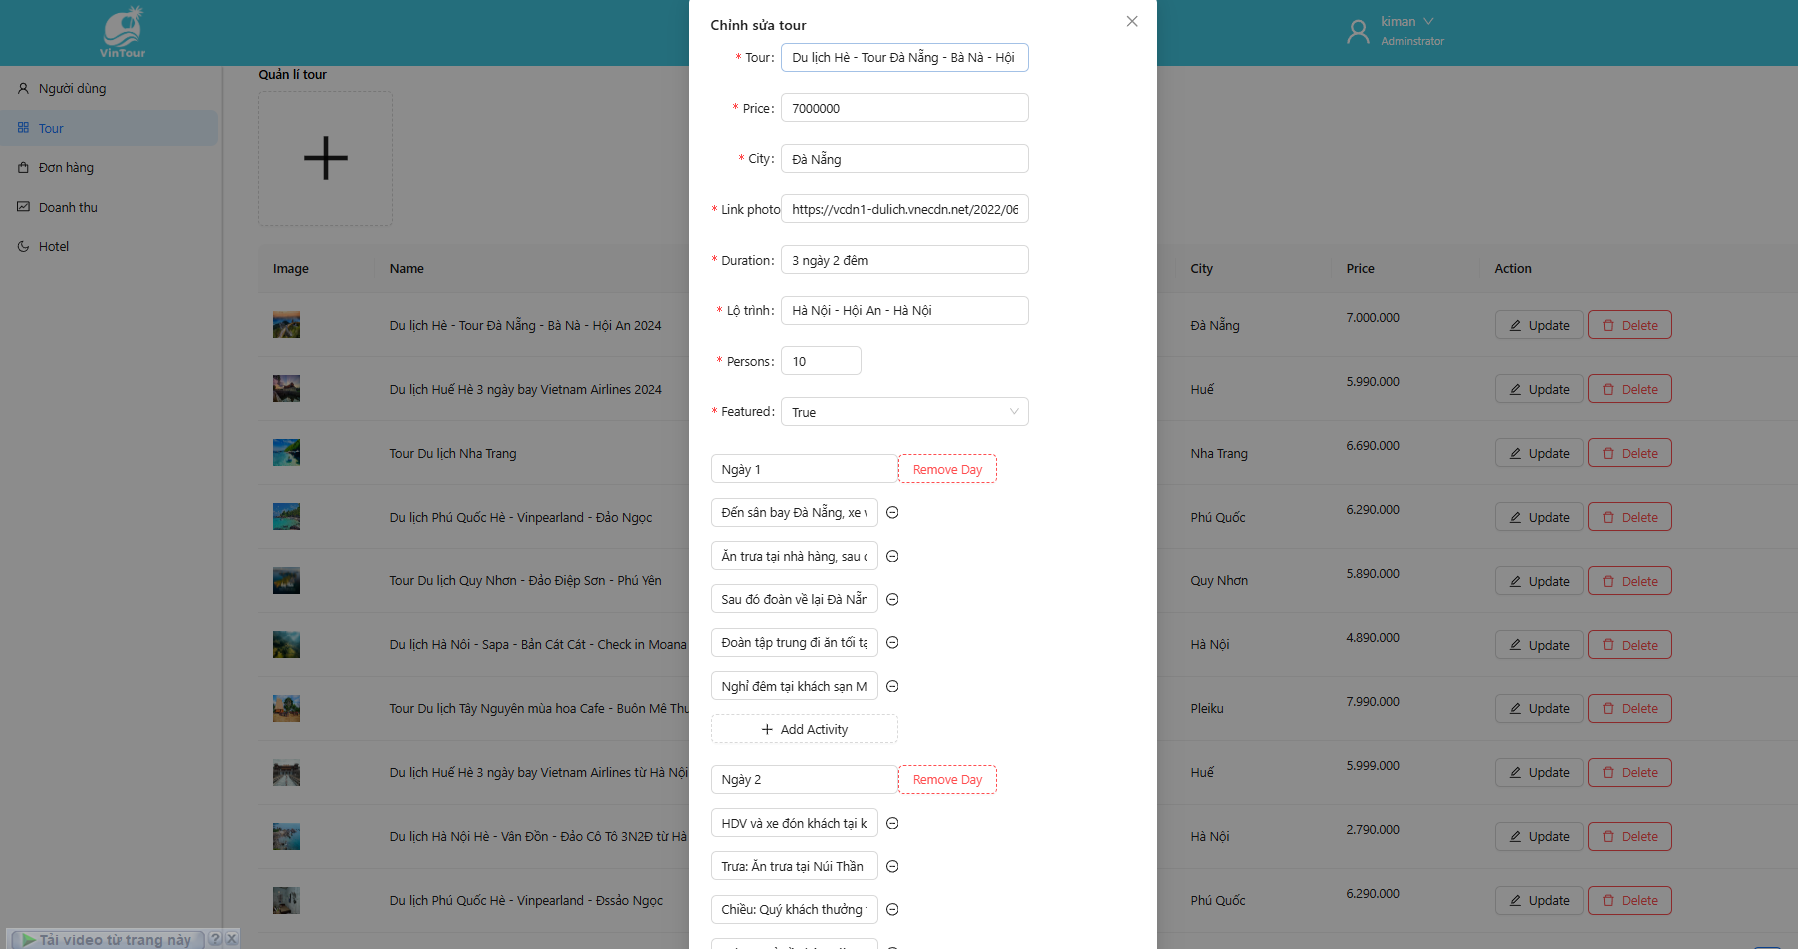 VinTour
kiman
Adminstrator
Người dùng
Tour
Đơn hàng
Doanh thu
Hotel
Quản lí tour
Image
Name
City
Price
Action
Du lịch Hè - Tour Đà Nẵng - Bà Nà - Hội An 2024
Đà Nẵng
7.000.000
Update
Delete
Du lịch Huế Hè 3 ngày bay Vietnam Airlines 2024
Huế
5.990.000
Update
Delete
Tour Du lịch Nha Trang
Nha Trang
6.690.000
Update
Delete
Du lịch Phú Quốc Hè - Vinpearland - Đảo Ngọc
Phú Quốc
6.290.000
Update
Delete
Tour Du lịch Quy Nhơn - Đảo Điệp Sơn - Phú Yên
Quy Nhơn
5.890.000
Update
Delete
Du lịch Hà Nôi - Sapa - Bản Cát Cát - Check in Moana
Hà Nội
4.890.000
Update
Delete
Tour Du lịch Tây Nguyên mùa hoa Cafe - Buôn Mê Thu
Pleiku
7.990.000
Update
Delete
Du lịch Huế Hè 3 ngày bay Vietnam Airlines từ Hà Nội
Huế
5.999.000
Update
Delete
Du lịch Hà Nội Hè - Vân Đồn - Đảo Cô Tô 3N2Đ từ Hà
Hà Nội
2.790.000
Update
Delete
Du lịch Phú Quốc Hè - Vinpearland - Đssảo Ngọc
Phú Quốc
6.290.000
Update
Delete
Chỉnh sửa tour
* Tour: Du lịch Hè - Tour Đà Nẵng - Bà Nà - Hội
* Price: 7000000
* City: Đà Nẵng
* Link photo https://vcdn1-dulich.vnecdn.net/2022/06
* Duration: 3 ngày 2 đêm
* Lộ trình: Hà Nội - Hội An - Hà Nội
* Persons: 10
* Featured: True
Ngày 1
Remove Day
Đến sân bay Đà Nẵng, xe
Ăn trưa tại nhà hàng, sau
Sau đó đoàn về lại Đà Nẵn
Đoàn tập trung đi ăn tối tạ
Nghỉ đêm tại khách sạn M
+ Add Activity
Ngày 2
Remove Day
HDV và xe đón khách tại k
Trưa: Ăn trưa tại Núi Thần
Chiều: Quý khách thưởng
Tải video từ trang này ? X